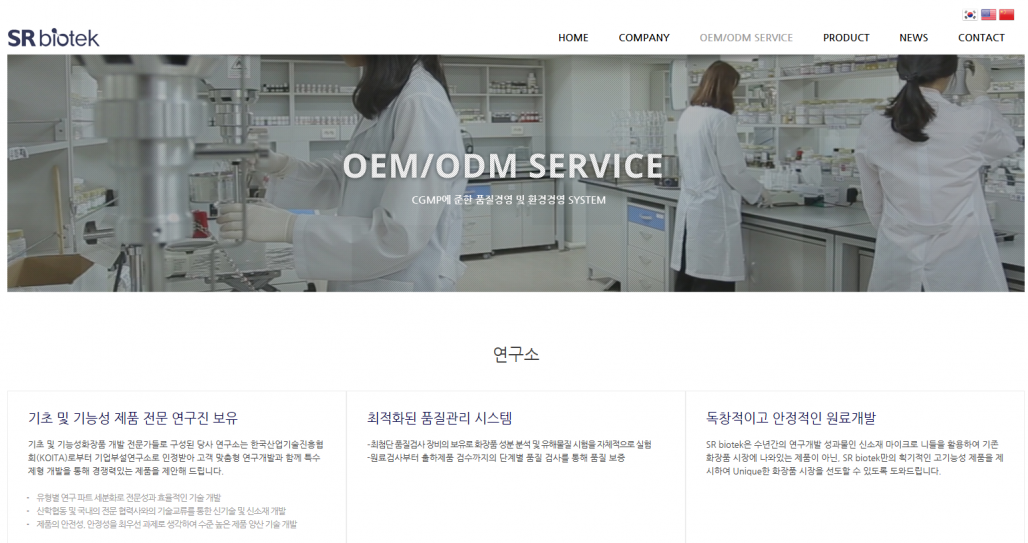 SR biotek
HOME COMPANY OEM/ODM SERVICE PRODUCT NEWS CONTACT
OEM/ODM SERVICE
CGMP에 준한 품질경영 및 환경경영 SYSTEM
연구소
기초 및 기능성 제품 전문 연구진 보유
기초 및 기능성화장품 개발 전문가들로 구성된 당사 연구소는 한국산업기술진흥협
회(KOITA)로부터 기업부설연구소로 인정받아 고객 맞춤형 연구개발과 함께 특수
제형 개발을 통해 경쟁력있는 제품을 제안해 드립니다.
- 유형별 연구 파트 세분화로 전문성과 효율적인 기술 개발
- 산학협동 및 국내의 전문 협력사와의 기술교류를 통한 신기술 및 신소재 개발
- 제품의 안전성, 안정성을 최우선 과제로 생각하여 수준 높은 제품 양산 기술 개발
최적화된 품질관리 시스템
-최첨단 품질검사 장비의 보유로 화장품 성분 분석 및 유해물질 시험을 자체적으로 실험
-원료검사부터 출하제품 검수까지의 단계별 품질 검사를 통해 품질 보증
독창적이고 안정적인 원료개발
SR biotek은 수년간의 연구개발 성과물인 신소재 마이크로 니들을 활용하여 기존
화장품 시장에 나와있는 제품이 아닌, SR biotek만의 획기적인 고기능성 제품을 제
시하여 Unique한 화장품 시장을 선도할 수 있도록 도와드립니다.